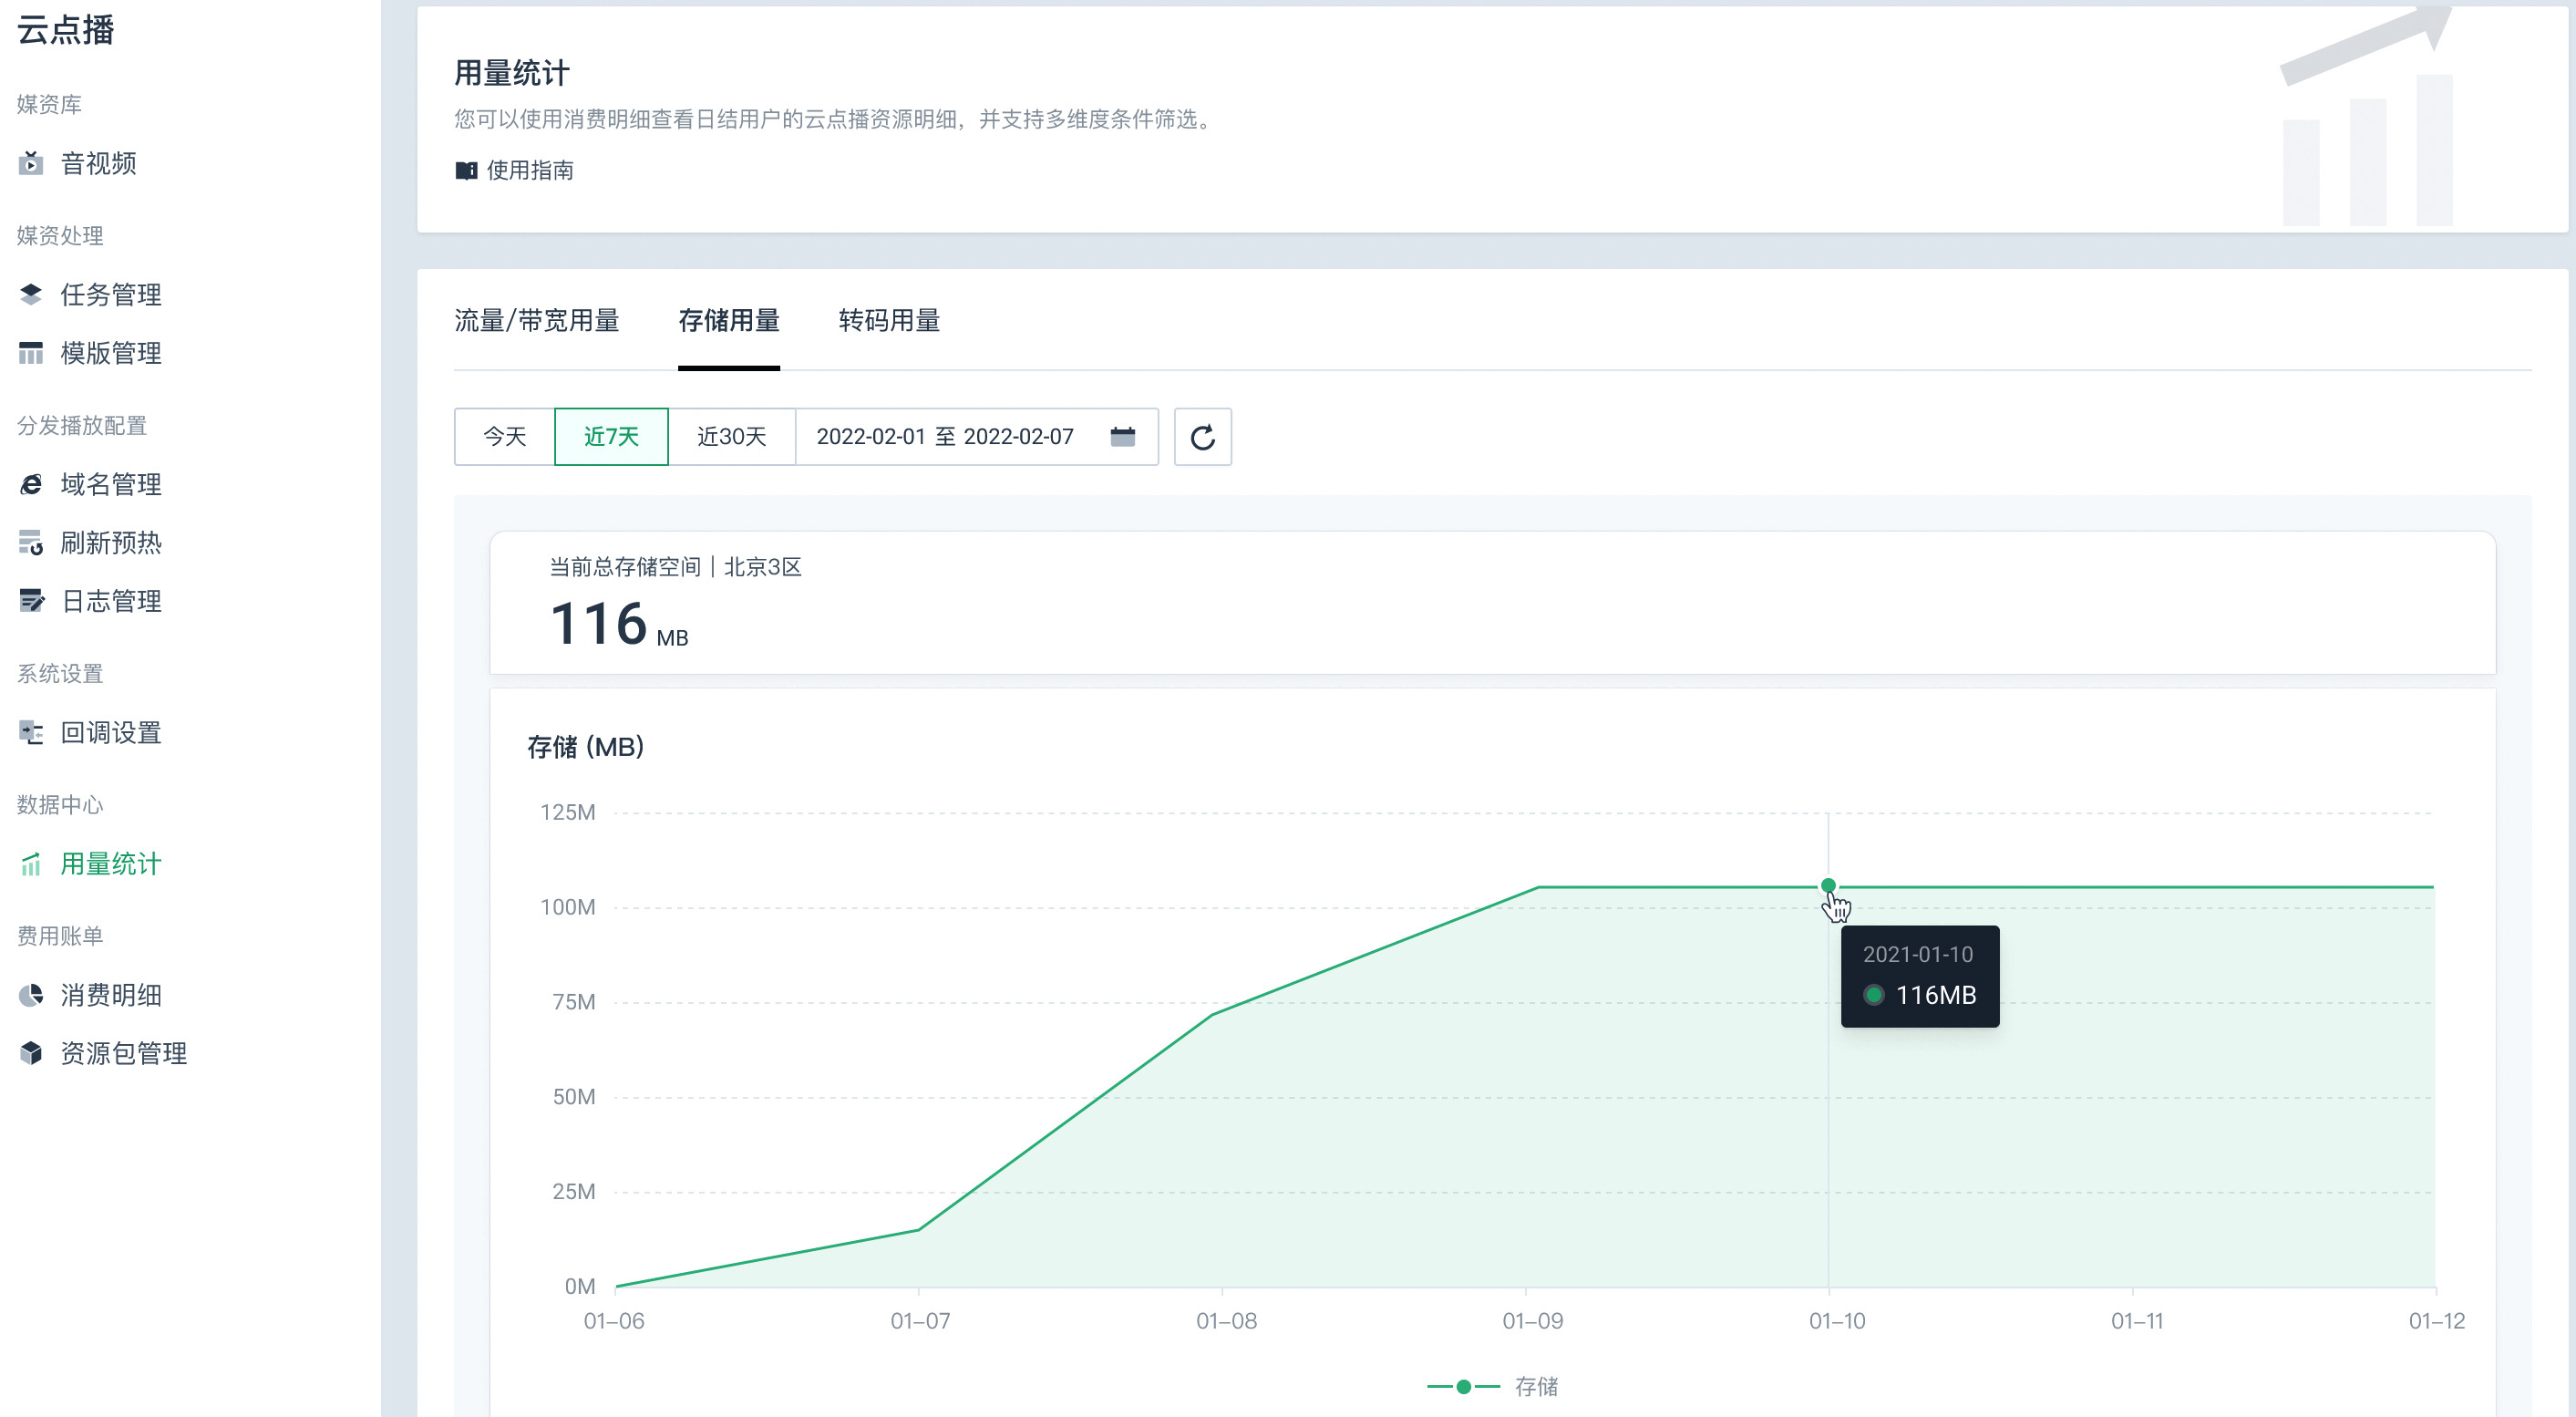 云点播
媒资库
音视频
媒资处理
任务管理
模版管理
分发播放配置
域名管理
刷新预热
日志管理
系统设置
回调设置
数据中心
用量统计
费用账单
消费明细
资源包管理
用量统计
您可以使用消费明细查看日结用户的云点播资源明细，并支持多维度条件筛选。
使用指南
流量/带宽用量 存储用量 转码用量
今天 近7天 近30天 2022-02-01 至 2022-02-07
当前总存储空间｜北京3区
116 MB
存储 (MB)
125M
100M
75M
50M
25M
0M
2021-01-10
116MB
01-06 01-07 01-08 01-09 01-10 01-11 01-12
存储